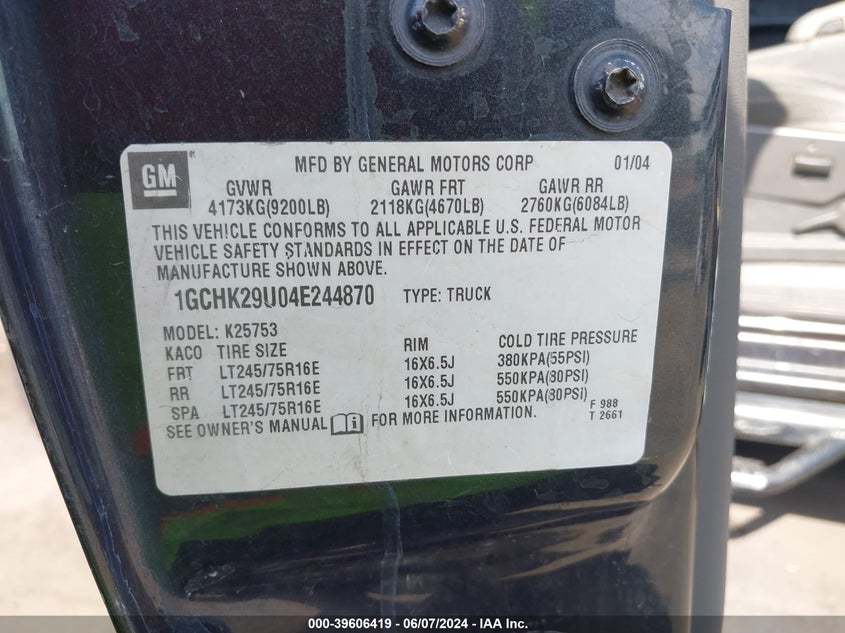 GM MFD BY GENERAL MOTORS CORP 01/04
GVWR GAWR FRT GAWR RR
4173KG(9200LB) 2118KG(4670LB) 2760KG(6084LB)
THIS VEHICLE CONFORMS TO ALL APPLICABLE U.S. FEDERAL MOTOR
VEHICLE SAFETY STANDARDS IN EFFECT ON THE DATE OF
MANUFACTURE SHOWN ABOVE.
1GCHK29U04E244870 TYPE: TRUCK
MODEL: K25753
KACO TIRE SIZE RIM COLD TIRE PRESSURE
FRT LT245/75R16E 16X6.5J 380KPA(55PSI)
RR LT245/75R16E 16X6.5J 550KPA(80PSI)
SPA LT245/75R16E 16X6.5J 550KPA(80PSI)
SEE OWNER'S MANUAL FOR MORE INFORMATION.
F 988
T 2661
000-39606419 - 06/07/2024 - IAA Inc.